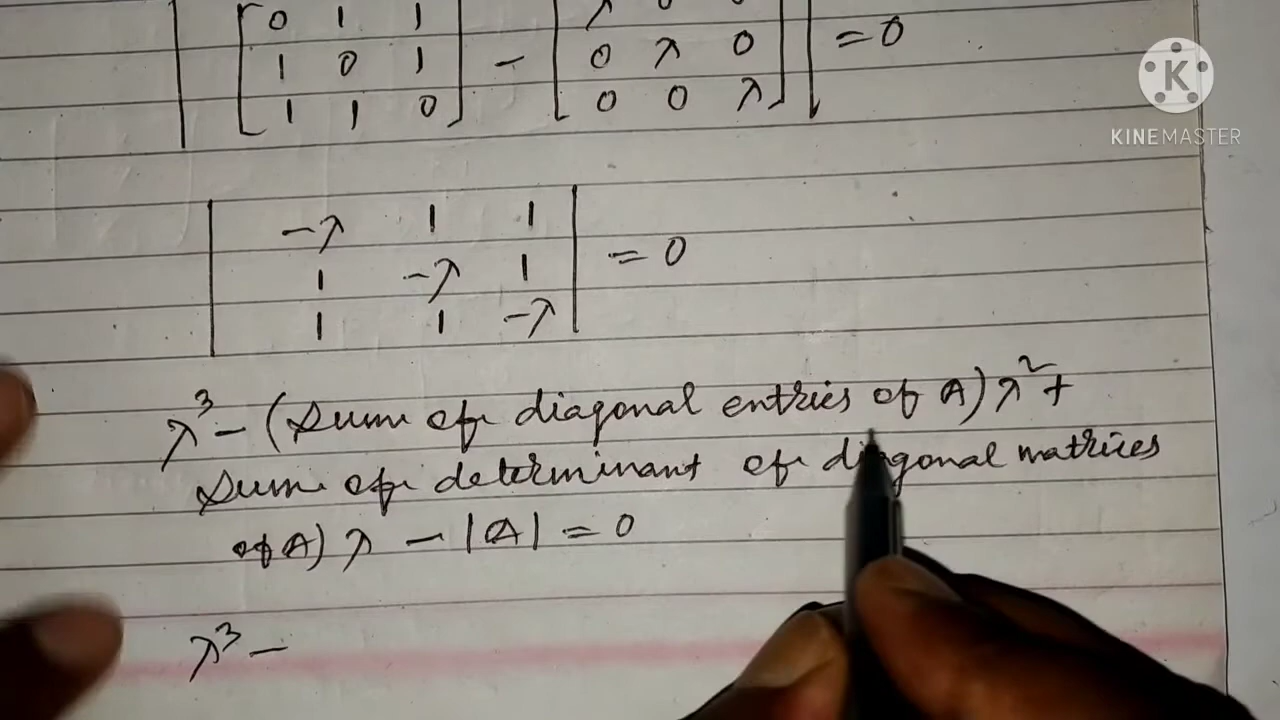 | [ 0 1 1 ] [ λ 0 0 ] |
| [ 1 0 1 ] - [ 0 λ 0 ] | = 0
| [ 1 1 0 ] [ 0 0 λ ] |
K
KINEMASTER
| -λ 1 1 |
| 1 -λ 1 | = 0
| 1 1 -λ |
λ³ - (Sum of diagonal entries of A) λ² +
Sum of determinant of diagonal matrices
of A) λ - |A| = 0
λ³ -